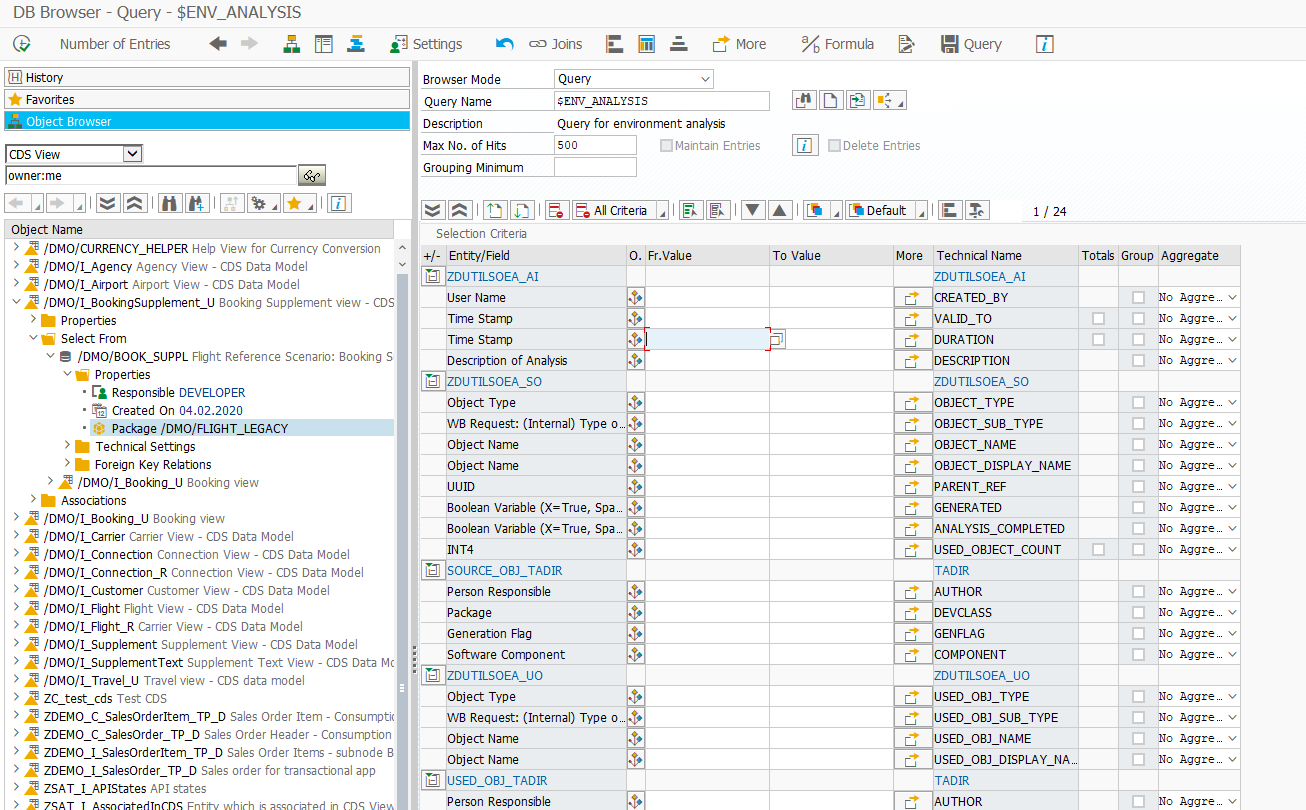 DB Browser - Query - $ENV_ANALYSIS
Number of Entries Settings Joins More Formula Query
History
Favorites
Object Browser
CDS View
owner:me
Object Name
/DMO/CURRENCY_HELPER Help View for Currency Conversion
/DMO/I_Agency Agency View - CDS Data Model
/DMO/I_Airport Airport View - CDS Data Model
/DMO/I_BookingSupplement_U Booking Supplement view - CDS
Properties
Select From
/DMO/BOOK_SUPPL Flight Reference Scenario: Booking S
Properties
Responsible DEVELOPER
Created On 04.02.2020
Package /DMO/FLIGHT_LEGACY
Technical Settings
Foreign Key Relations
/DMO/I_Booking_U Booking view
Associations
/DMO/I_Booking_U Booking view
/DMO/I_Carrier Carrier View - CDS Data Model
/DMO/I_Connection Connection View - CDS Data Model
/DMO/I_Connection_R Connection View - CDS Data Model
/DMO/I_Customer Customer View - CDS Data Model
/DMO/I_Flight Flight View - CDS Data Model
/DMO/I_Flight_R Carrier View - CDS Data Model
/DMO/I_Supplement Supplement View - CDS Data Model
/DMO/I_SupplementText Supplement Text View - CDS Data Mo
/DMO/I_Travel_U Travel view - CDS data model
ZC_test_cds Test CDS
ZDEMO_C_SalesOrderItem_TP_D Sales Order Item - Consumptio
ZDEMO_C_SalesOrder_TP_D Sales Order Header - Consumption
ZDEMO_I_SalesOrderItem_TP_D Sales Order Items - subnode B
ZDEMO_I_SalesOrder_TP_D Sales order for transactional app
ZSAT_I_APIStates API states
ZSAT_I_AssociatedInCDS Entity which is associated in CDS View
Browser Mode Query
Query Name $ENV_ANALYSIS
Description Query for environment analysis
Max No. of Hits 500 Maintain Entries Delete Entries
Grouping Minimum
All Criteria Default 1 / 24
Selection Criteria
+/- Entity/Field O. Fr.Value To Value More Technical Name Totals Group Aggregate
ZDUTILSOEA_AI ZDUTILSOEA_AI
User Name CREATED_BY No Aggre...
Time Stamp VALID_TO No Aggre...
Time Stamp DURATION No Aggre...
Description of Analysis DESCRIPTION No Aggre...
ZDUTILSOEA_SO ZDUTILSOEA_SO
Object Type OBJECT_TYPE No Aggre...
WB Request: (Internal) Type o... OBJECT_SUB_TYPE No Aggre...
Object Name OBJECT_NAME No Aggre...
Object Name OBJECT_DISPLAY_NAME No Aggre...
UUID PARENT_REF No Aggre...
Boolean Variable (X=True, Spa... GENERATED No Aggre...
Boolean Variable (X=True, Spa... ANALYSIS_COMPLETED No Aggre...
INT4 USED_OBJECT_COUNT No Aggre...
SOURCE_OBJ_TADIR TADIR
Person Responsible AUTHOR No Aggre...
Package DEVCLASS No Aggre...
Generation Flag GENFLAG No Aggre...
Software Component COMPONENT No Aggre...
ZDUTILSOEA_UO ZDUTILSOEA_UO
Object Type USED_OBJ_TYPE No Aggre...
WB Request: (Internal) Type o... USED_OBJ_SUB_TYPE No Aggre...
Object Name USED_OBJ_NAME No Aggre...
Object Name USED_OBJ_DISPLAY_NA... No Aggre...
USED_OBJ_TADIR TADIR
Person Responsible AUTHOR No Aggre...